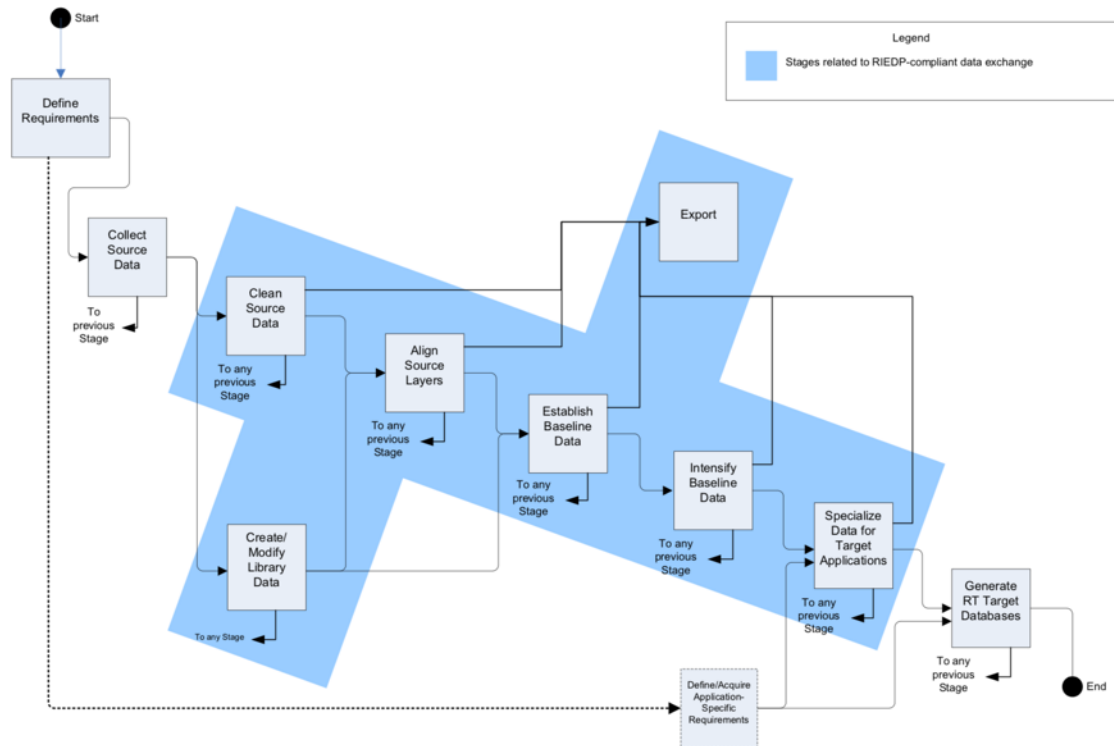 Start
Legend
Stages related to RIEDP-compliant data exchange
Define
Requirements
Export
Collect
Source
Data
To
previous
Stage
Clean
Source
Data
To any
previous
Stage
Align
Source
Layers
To any
previous
Stage
Establish
Baseline
Data
To any
previous
Stage
Intensify
Baseline
Data
To any
previous
Stage
Create/
Modify
Library
Data
To any Stage
Specialize
Data for
Target
Applications
To any
previous
Stage
Generate
RT Target
Databases
To any
previous
Stage
Define/Acquire
Application-
Specific
Requirements
End